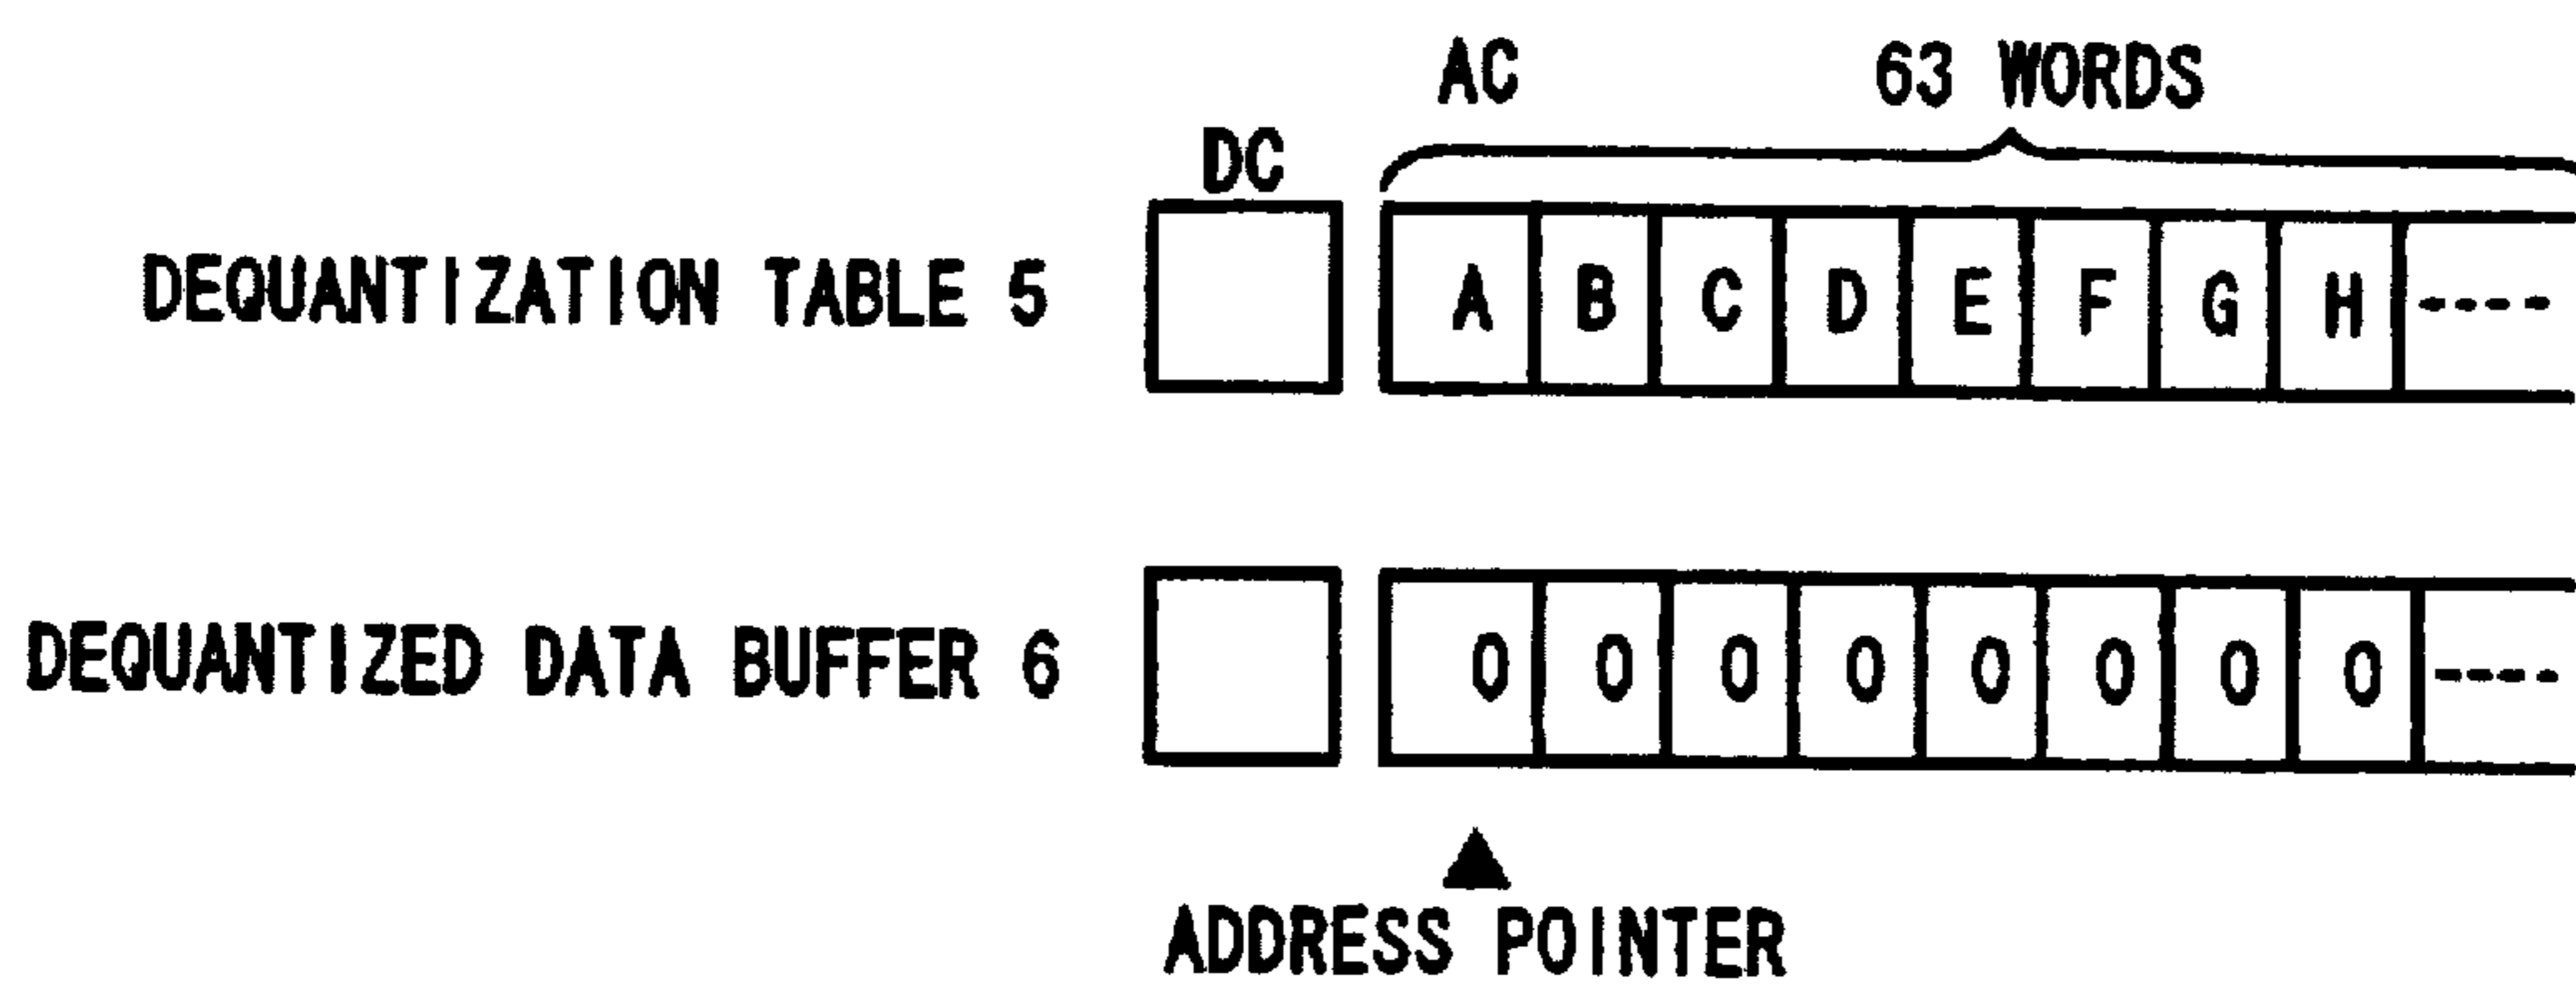 AC 63 WORDS
DC
DEQUANTIZATION TABLE 5 A B C D E F G H ----
DEQUANTIZED DATA BUFFER 6 0 0 0 0 0 0 0 0 ----
ADDRESS POINTER